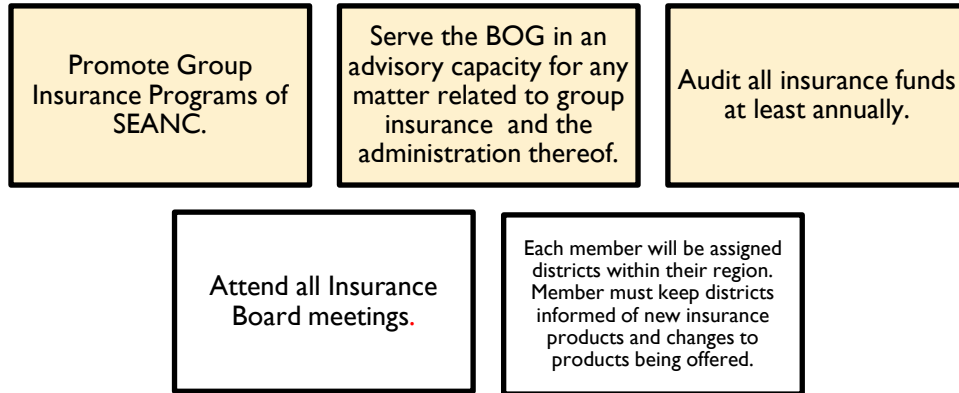 Promote Group
Insurance Programs of
SEANC.
Serve the BOG in an
advisory capacity for any
matter related to group
insurance and the
administration thereof.
Audit all insurance funds
at least annually.
Attend all Insurance
Board meetings.
Each member will be assigned
districts within their region.
Member must keep districts
informed of new insurance
products and changes to
products being offered.